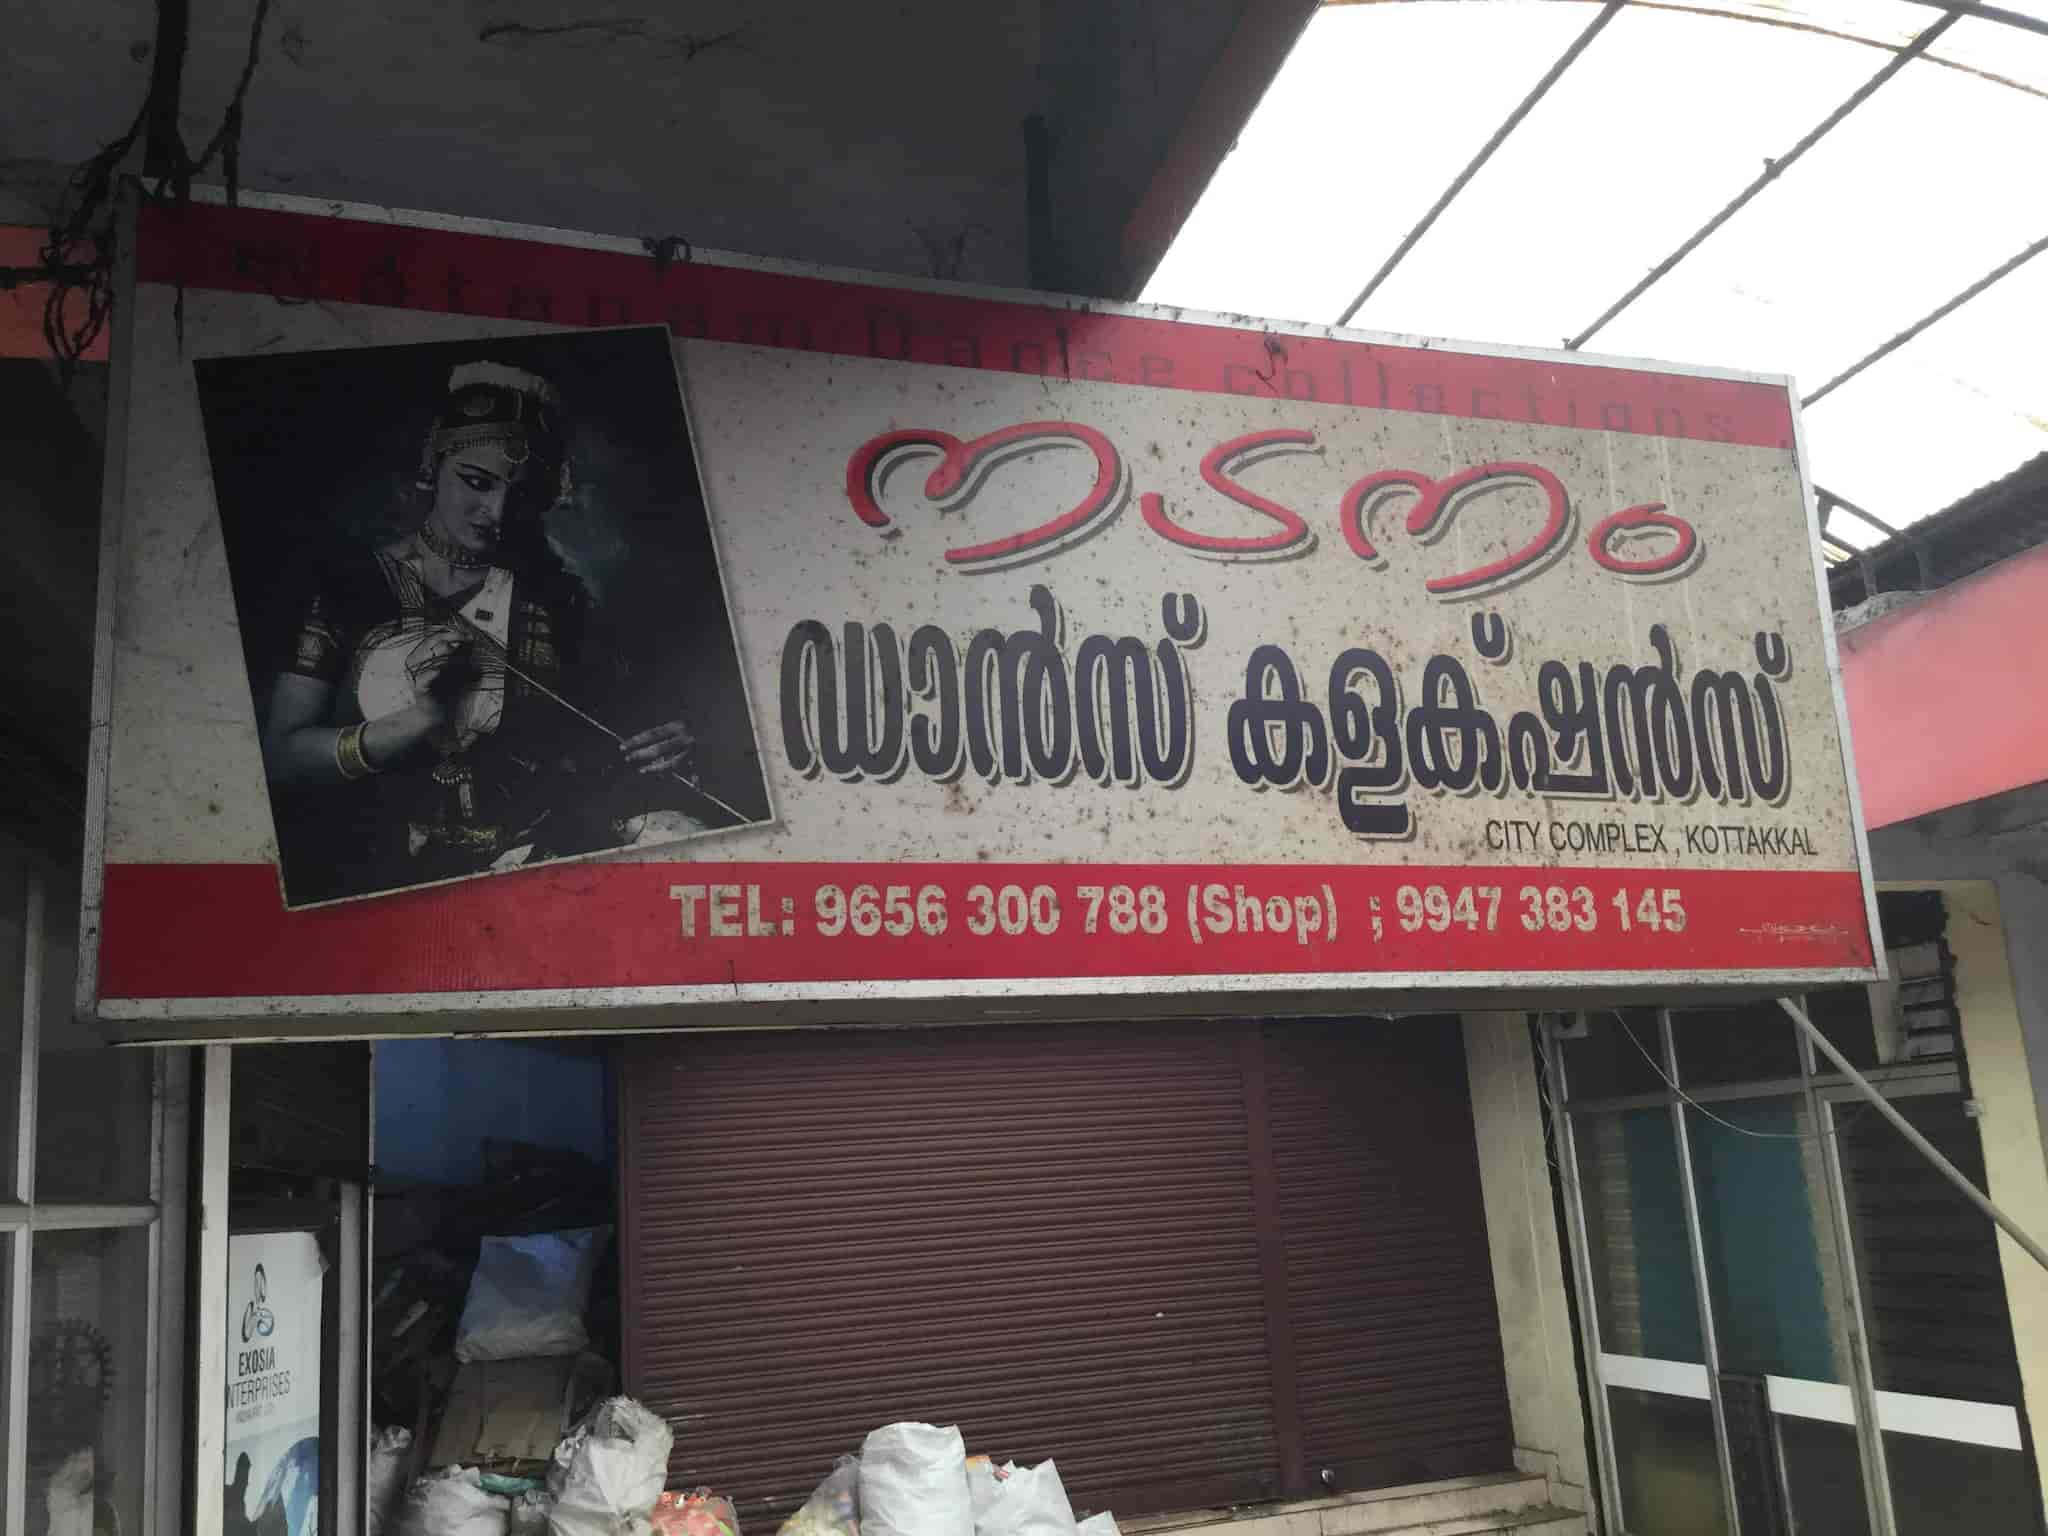 Natanam Dance collections
നടനം
ഡാൻസ് കളക്ഷൻസ്
CITY COMPLEX , KOTTAKKAL
TEL: 9656 300 788 (Shop) ; 9947 383 145
EXOSIA
ENTERPRISES